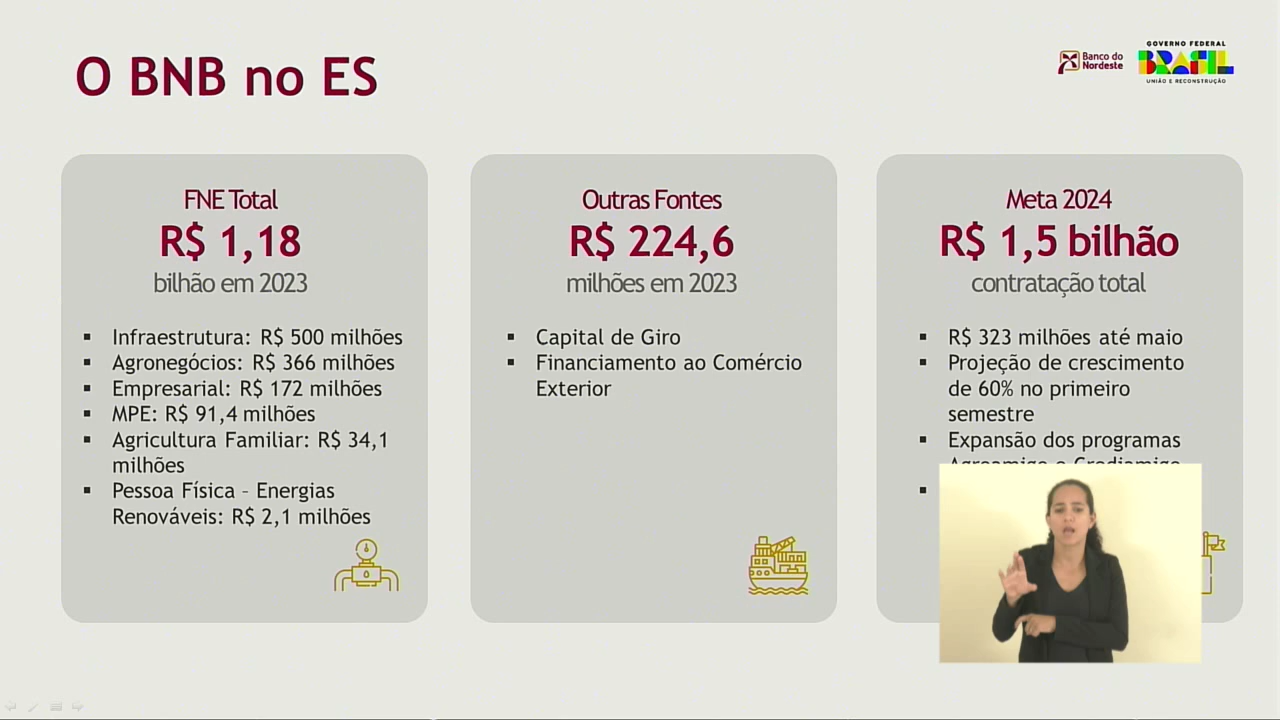 O BNB no ES
Banco do
Nordeste
GOVERNO FEDERAL
BRASIL
UNIÃO E RECONSTRUÇÃO
FNE Total
R$ 1,18
bilhão em 2023
▪ Infraestrutura: R$ 500 milhões
▪ Agronegócios: R$ 366 milhões
▪ Empresarial: R$ 172 milhões
▪ MPE: R$ 91,4 milhões
▪ Agricultura Familiar: R$ 34,1
milhões
▪ Pessoa Física – Energias
Renováveis: R$ 2,1 milhões
Outras Fontes
R$ 224,6
milhões em 2023
▪ Capital de Giro
▪ Financiamento ao Comércio
Exterior
Meta 2024
R$ 1,5 bilhão
contratação total
▪ R$ 323 milhões até maio
▪ Projeção de crescimento
de 60% no primeiro
semestre
▪ Expansão dos programas
Agroamigo e Crediamigo